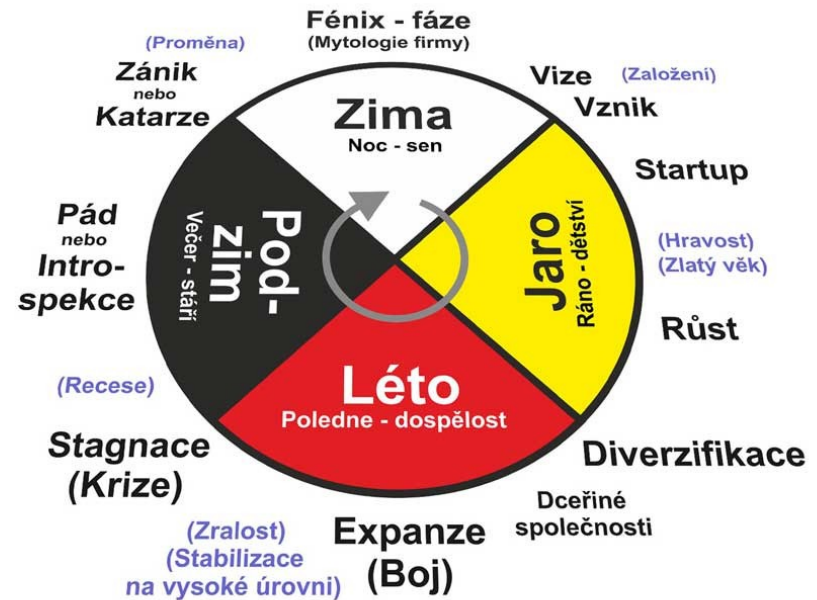 Fénix - fáze
(Mytologie firmy)
(Proměna)
Zánik
nebo
Katarze
Vize (Založení)
Vznik
Zima
Noc - sen
Startup
Pád
nebo
Intro-
spekce
Pod-
zim
Večer - stáří
Jaro
Ráno - dětství
(Hravost)
(Zlatý věk)
Růst
Léto
Poledne - dospělost
(Recese)
Stagnace
(Krize)
Diverzifikace
Dceřiné
společnosti
Expanze
(Boj)
(Zralost)
(Stabilizace
na vysoké úrovni)